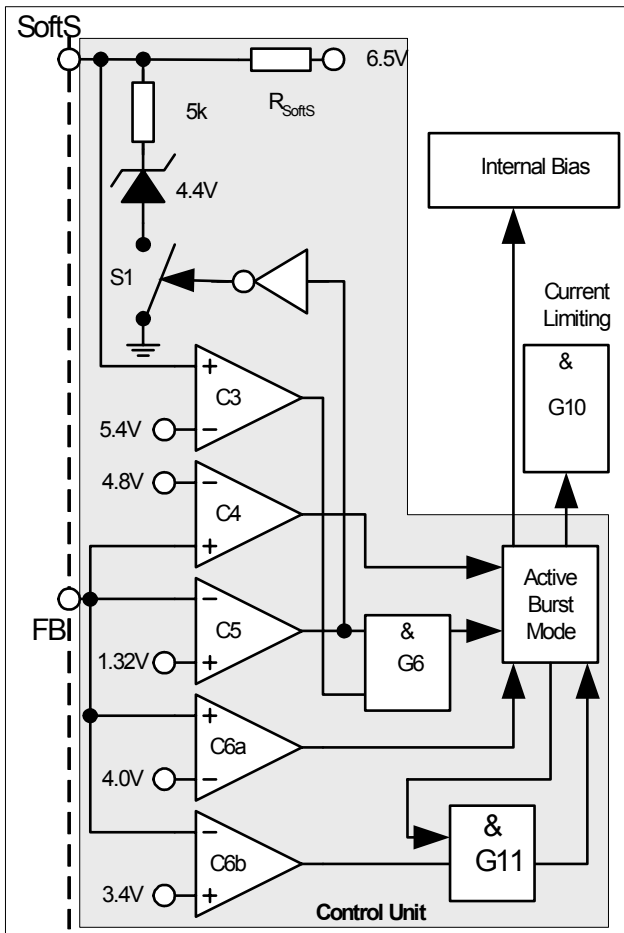 SoftS
6.5V
5k
RSoftS
4.4V
Internal Bias
S1
Current
Limiting
&
G10
+
C3
5.4V
−
4.8V
−
C4
+
Active
Burst
Mode
FB
−
C5
&
G6
1.32V
+
+
C6a
4.0V
−
−
C6b
&
G11
3.4V
+
Control Unit